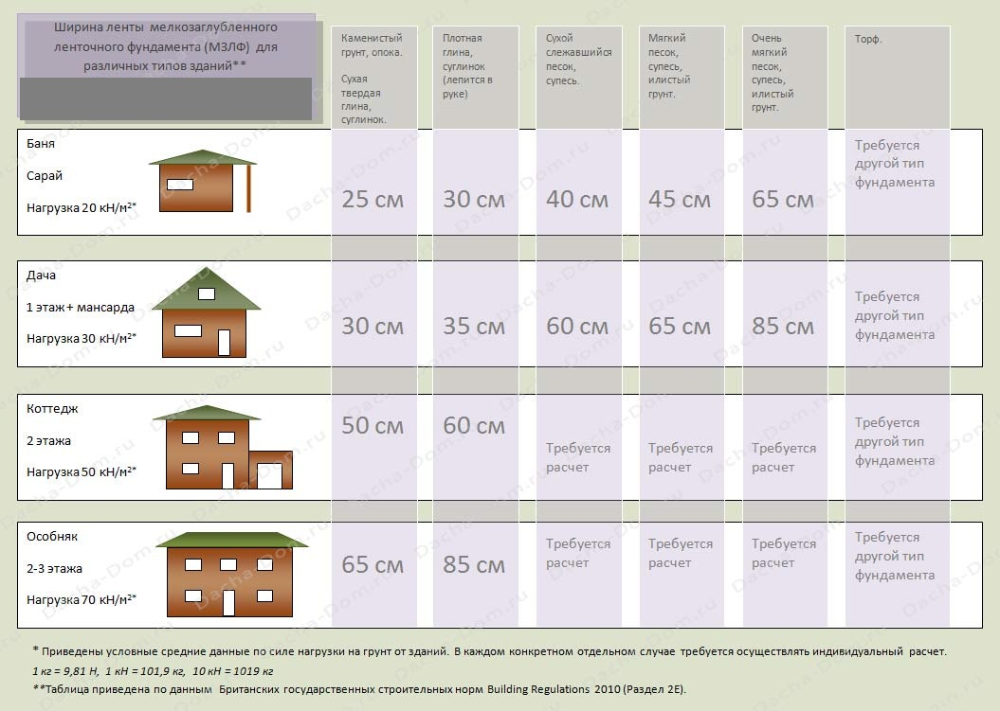 Ширина ленты мелкозаглубленного
ленточного фундамента (МЗЛФ) для
различных типов зданий**
Каменистый
грунт, опока.
Сухая
твердая
глина,
суглинок.
Плотная
глина,
суглинок
(лепится в
руке)
Сухой
слежавшийся
песок,
супесь.
Мягкий
песок,
супесь,
илистый
грунт.
Очень
мягкий
песок,
супесь,
илистый
грунт.
Торф.
Баня
Сарай
Нагрузка 20 кН/м²*
25 см
30 см
40 см
45 см
65 см
Требуется
другой тип
фундамента
Дача
1 этаж+ мансарда
Нагрузка 30 кН/м²*
30 см
35 см
60 см
65 см
85 см
Требуется
другой тип
фундамента
Коттедж
2 этажа
Нагрузка 50 кН/м²*
50 см
60 см
Требуется
расчет
Требуется
расчет
Требуется
расчет
Требуется
другой тип
фундамента
Особняк
2-3 этажа
Нагрузка 70 кН/м²*
65 см
85 см
Требуется
расчет
Требуется
расчет
Требуется
расчет
Требуется
другой тип
фундамента
* Приведены условные средние данные по силе нагрузки на грунт от зданий. В каждом конкретном отдельном случае требуется осуществлять индивидуальный расчет.
1 кг = 9,81 Н, 1 кН = 101,9 кг, 10 кН = 1019 кг
**Таблица приведена по данным Британских государственных строительных норм Building Regulations 2010 (Раздел 2Е).
Dacha-Dom.ru